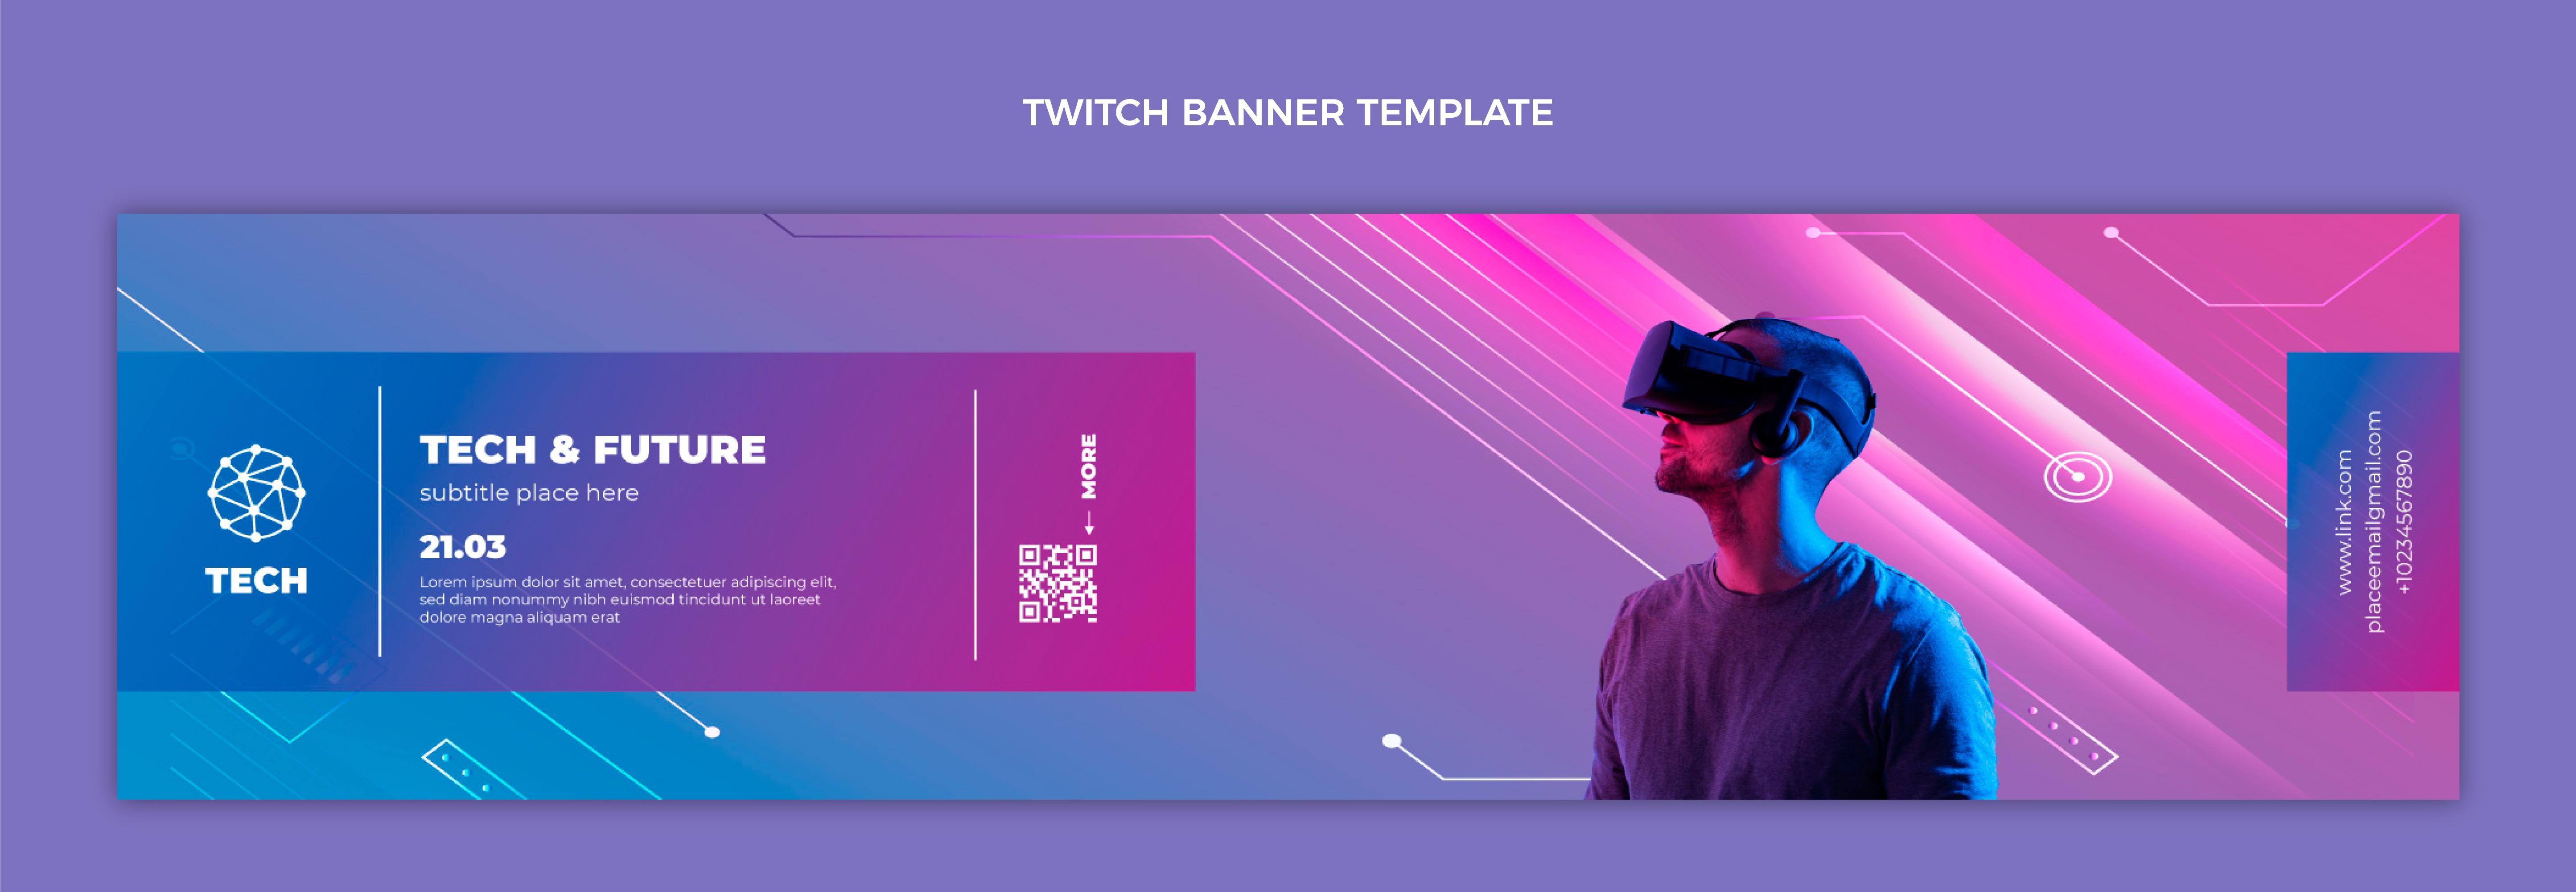 TWITCH BANNER TEMPLATE
TECH
TECH & FUTURE
subtitle place here
21.03
Lorem ipsum dolor sit amet, consectetuer adipiscing elit,
sed diam nonummy nibh euismod tincidunt ut laoreet
dolore magna aliquam erat
MORE
www.link.com
placeemailgmail.com
+10234567890